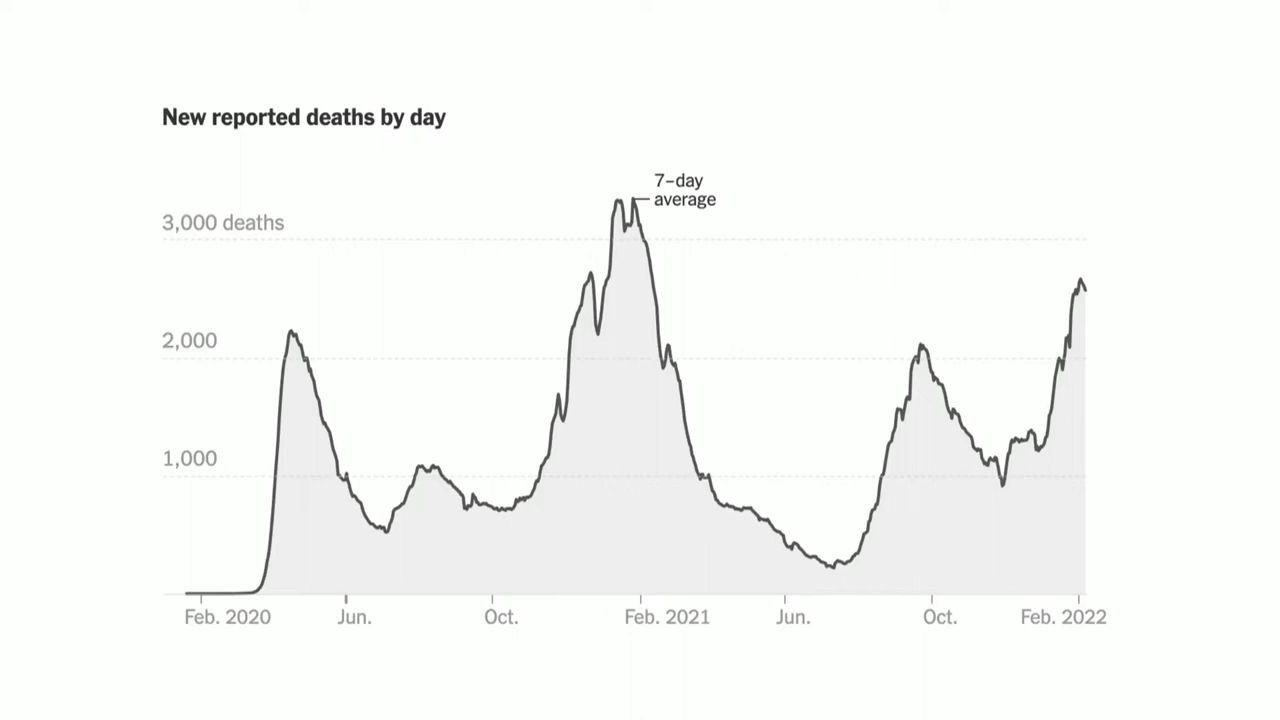 New reported deaths by day
7–day
average
3,000 deaths
2,000
1,000
Feb. 2020
Jun.
Oct.
Feb. 2021
Jun.
Oct.
Feb. 2022